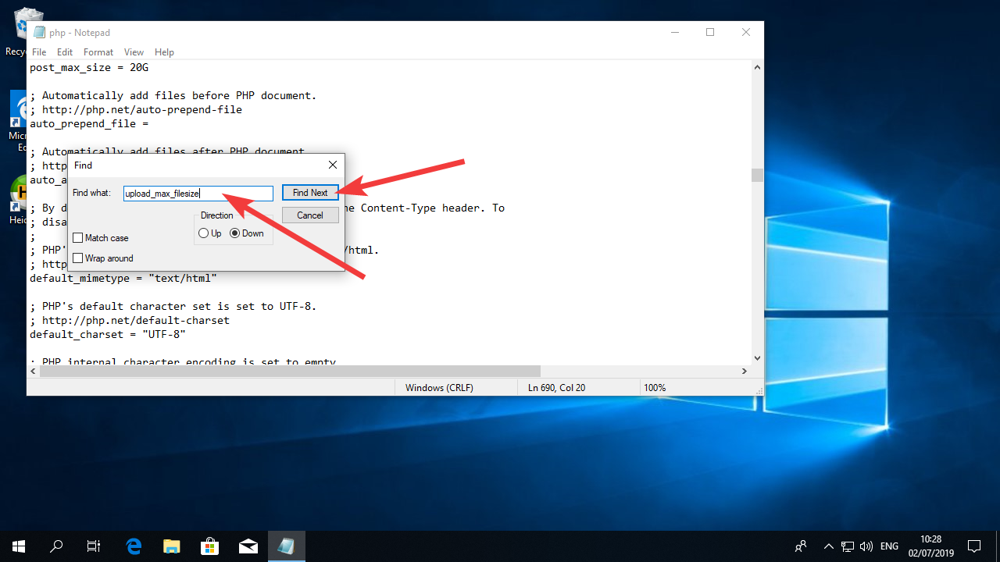 Recyc
php - Notepad
File Edit Format View Help
post_max_size = 20G
; Automatically add files before PHP document.
; http://php.net/auto-prepend-file
auto_prepend_file =
; Automatically add files after PHP document.
; http
auto_a
; By d he Content-Type header. To
; disa
;
; PHP' /html.
; http
default_mimetype = "text/html"
; PHP's default character set is set to UTF-8.
; http://php.net/default-charset
default_charset = "UTF-8"
; PHP internal character encoding is set to empty.
Find
Find what: upload_max_filesize Find Next
Direction Cancel
Up Down
Match case
Wrap around
Micr
Ed
H
Heid
Windows (CRLF) Ln 690, Col 20 100%
ENG
10:28
02/07/2019